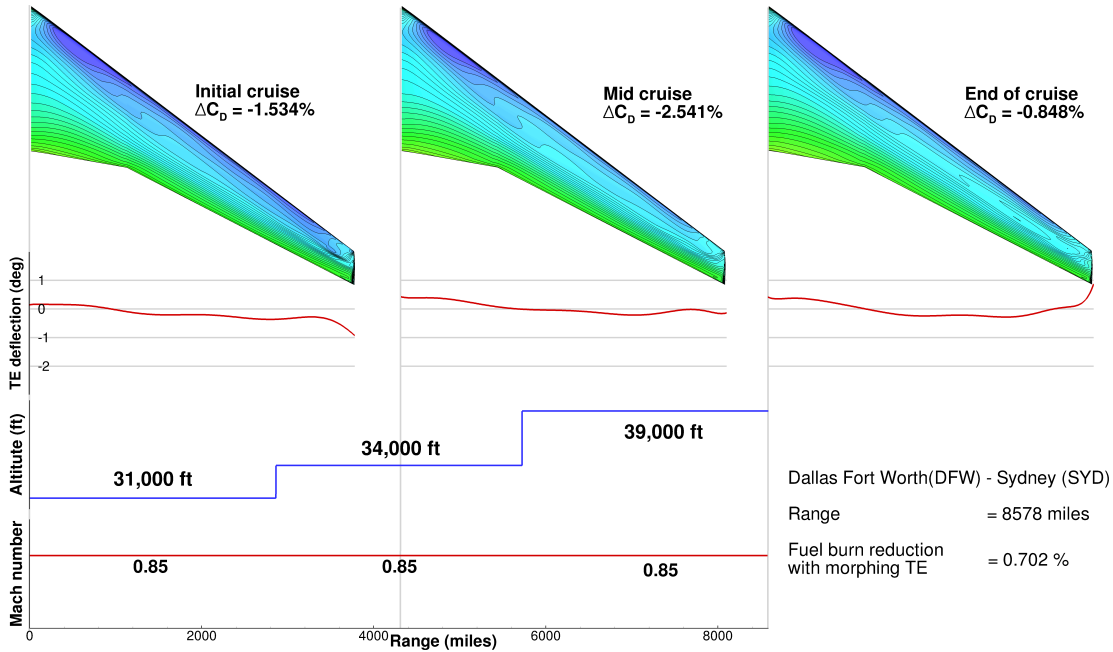 Initial cruise
ΔC_D = -1.534%
Mid cruise
ΔC_D = -2.541%
End of cruise
ΔC_D = -0.848%
TE deflection (deg)
1
0
-1
-2
Altitute (ft)
31,000 ft
34,000 ft
39,000 ft
Mach number
0.85
0.85
0.85
0
2000
4000
6000
8000
Range (miles)
Dallas Fort Worth(DFW) - Sydney (SYD)
Range = 8578 miles
Fuel burn reduction
with morphing TE = 0.702 %